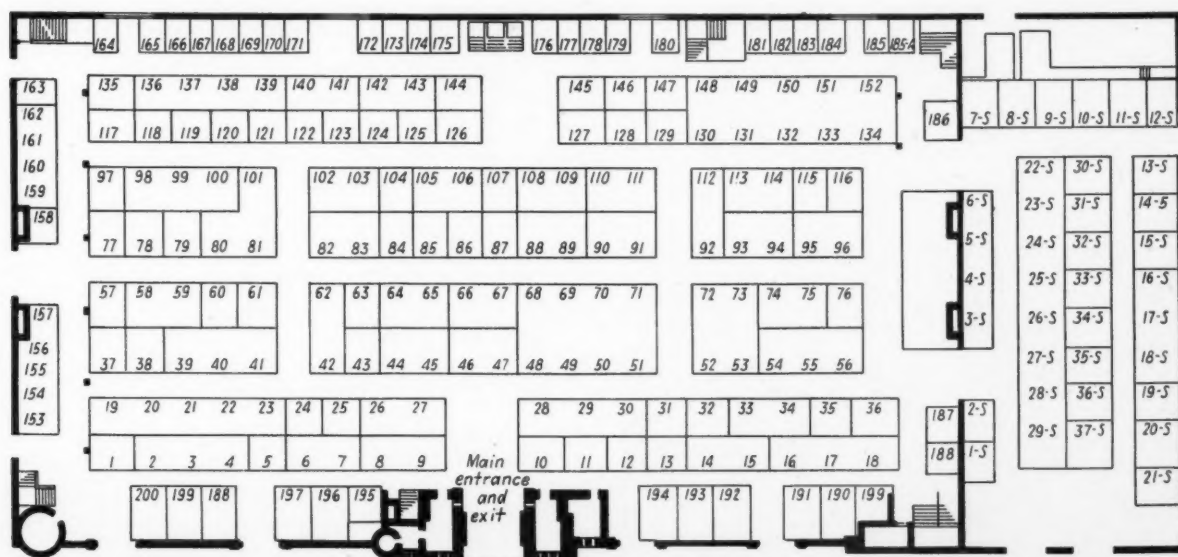 164 165 166 167 168 169 170 171 172 173 174 175 176 177 178 179 180 181 182 183 184 185 185-A
163 135 136 137 138 139 140 141 142 143 144 145 146 147 148 149 150 151 152
162 7-S 8-S 9-S 10-S 11-S 12-S
117 118 119 120 121 122 123 124 125 126 127 128 129 130 131 132 133 134 186
161
160
159 97 98 99 100 101 102 103 104 105 106 107 108 109 110 111 112 113 114 115 116 22-S 30-S 13-S
158 6-S 23-S 31-S 14-S
77 78 79 80 81 82 83 84 85 86 87 88 89 90 91 92 93 94 95 96 5-S 24-S 32-S 15-S
57 58 59 60 61 62 63 64 65 66 67 68 69 70 71 72 73 74 75 76 4-S 25-S 33-S 16-S
157 3-S 26-S 34-S 17-S
156
155 37 38 39 40 41 42 43 44 45 46 47 48 49 50 51 52 53 54 55 56 27-S 35-S 18-S
154 28-S 36-S 19-S
153 19 20 21 22 23 24 25 26 27 28 29 30 31 32 33 34 35 36 187 2-S 29-S 37-S 20-S
1 2 3 4 5 6 7 8 9 Main 10 11 12 13 14 15 16 17 18 188 1-S
entrance 21-S
and
exit
200 199 188 197 196 195 194 193 192 191 190 199